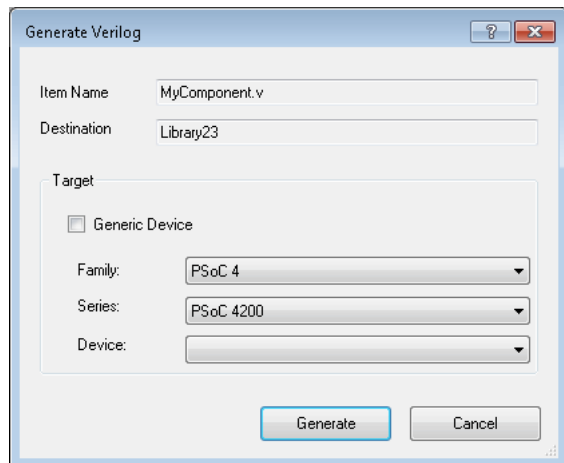 Generate Verilog
?
Item Name MyComponent.v
Destination Library23
Target
Generic Device
Family: PSoC 4
Series: PSoC 4200
Device:
Generate Cancel